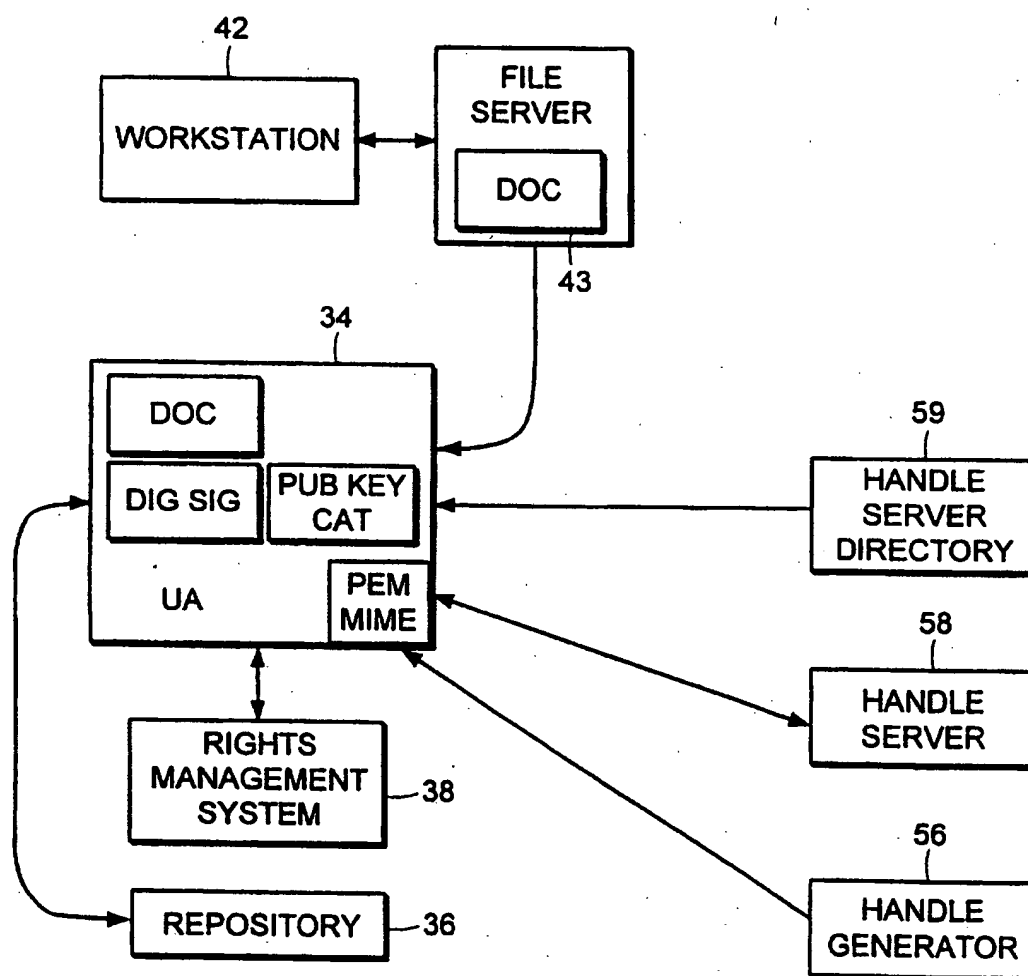 42
WORKSTATION
FILE
SERVER
DOC
43
34
DOC
DIG SIG
PUB KEY
CAT
UA
PEM
MIME
59
HANDLE
SERVER
DIRECTORY
58
HANDLE
SERVER
RIGHTS
MANAGEMENT
SYSTEM
38
56
HANDLE
GENERATOR
REPOSITORY
36